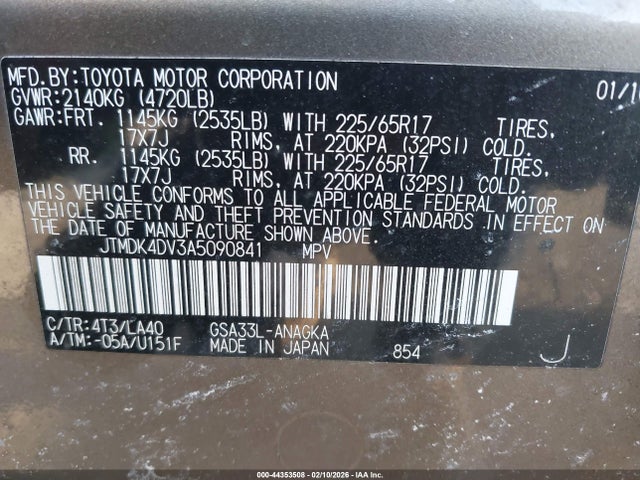 MFD.BY:TOYOTA MOTOR CORPORATION 01/10
GVWR:2140KG (4720LB)
GAWR:FRT. 1145KG (2535LB) WITH 225/65R17 TIRES,
17X7J RIMS, AT 220KPA (32PSI) COLD.
RR. 1145KG (2535LB) WITH 225/65R17 TIRES,
17X7J RIMS, AT 220KPA (32PSI) COLD.
THIS VEHICLE CONFORMS TO ALL APPLICABLE FEDERAL MOTOR
VEHICLE SAFETY AND THEFT PREVENTION STANDARDS IN EFFECT ON
THE DATE OF MANUFACTURE SHOWN ABOVE.
JTMDK4DV3A5090841 MPV
C/TR:4T3/LA40 GSA33L-ANAGKA
A/TM:-05A/U151F MADE IN JAPAN 854 J
000-44353508 - 02/10/2026 - IAA Inc.